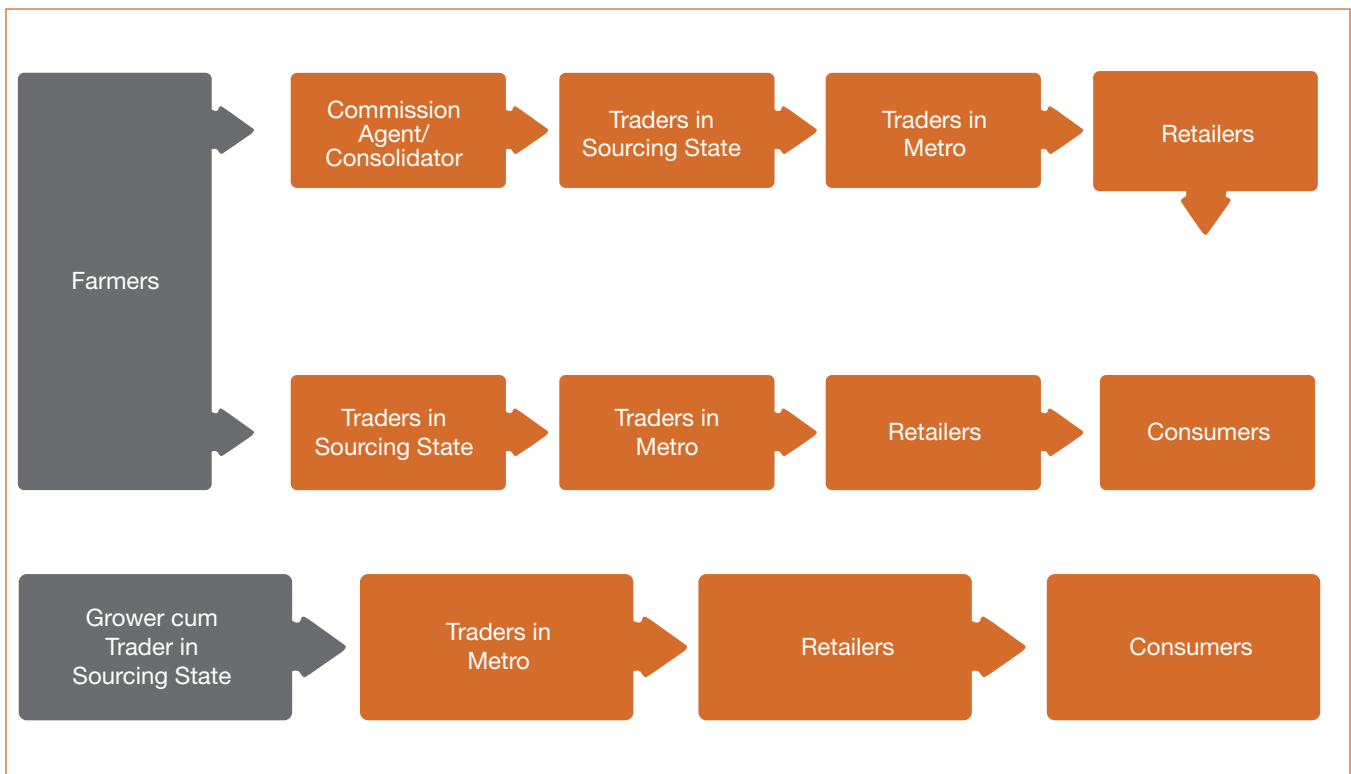 Farmers
Commission
Agent/
Consolidator
Traders in
Sourcing State
Traders in
Metro
Retailers
Traders in
Sourcing State
Traders in
Metro
Retailers
Consumers
Grower cum
Trader in
Sourcing State
Traders in
Metro
Retailers
Consumers